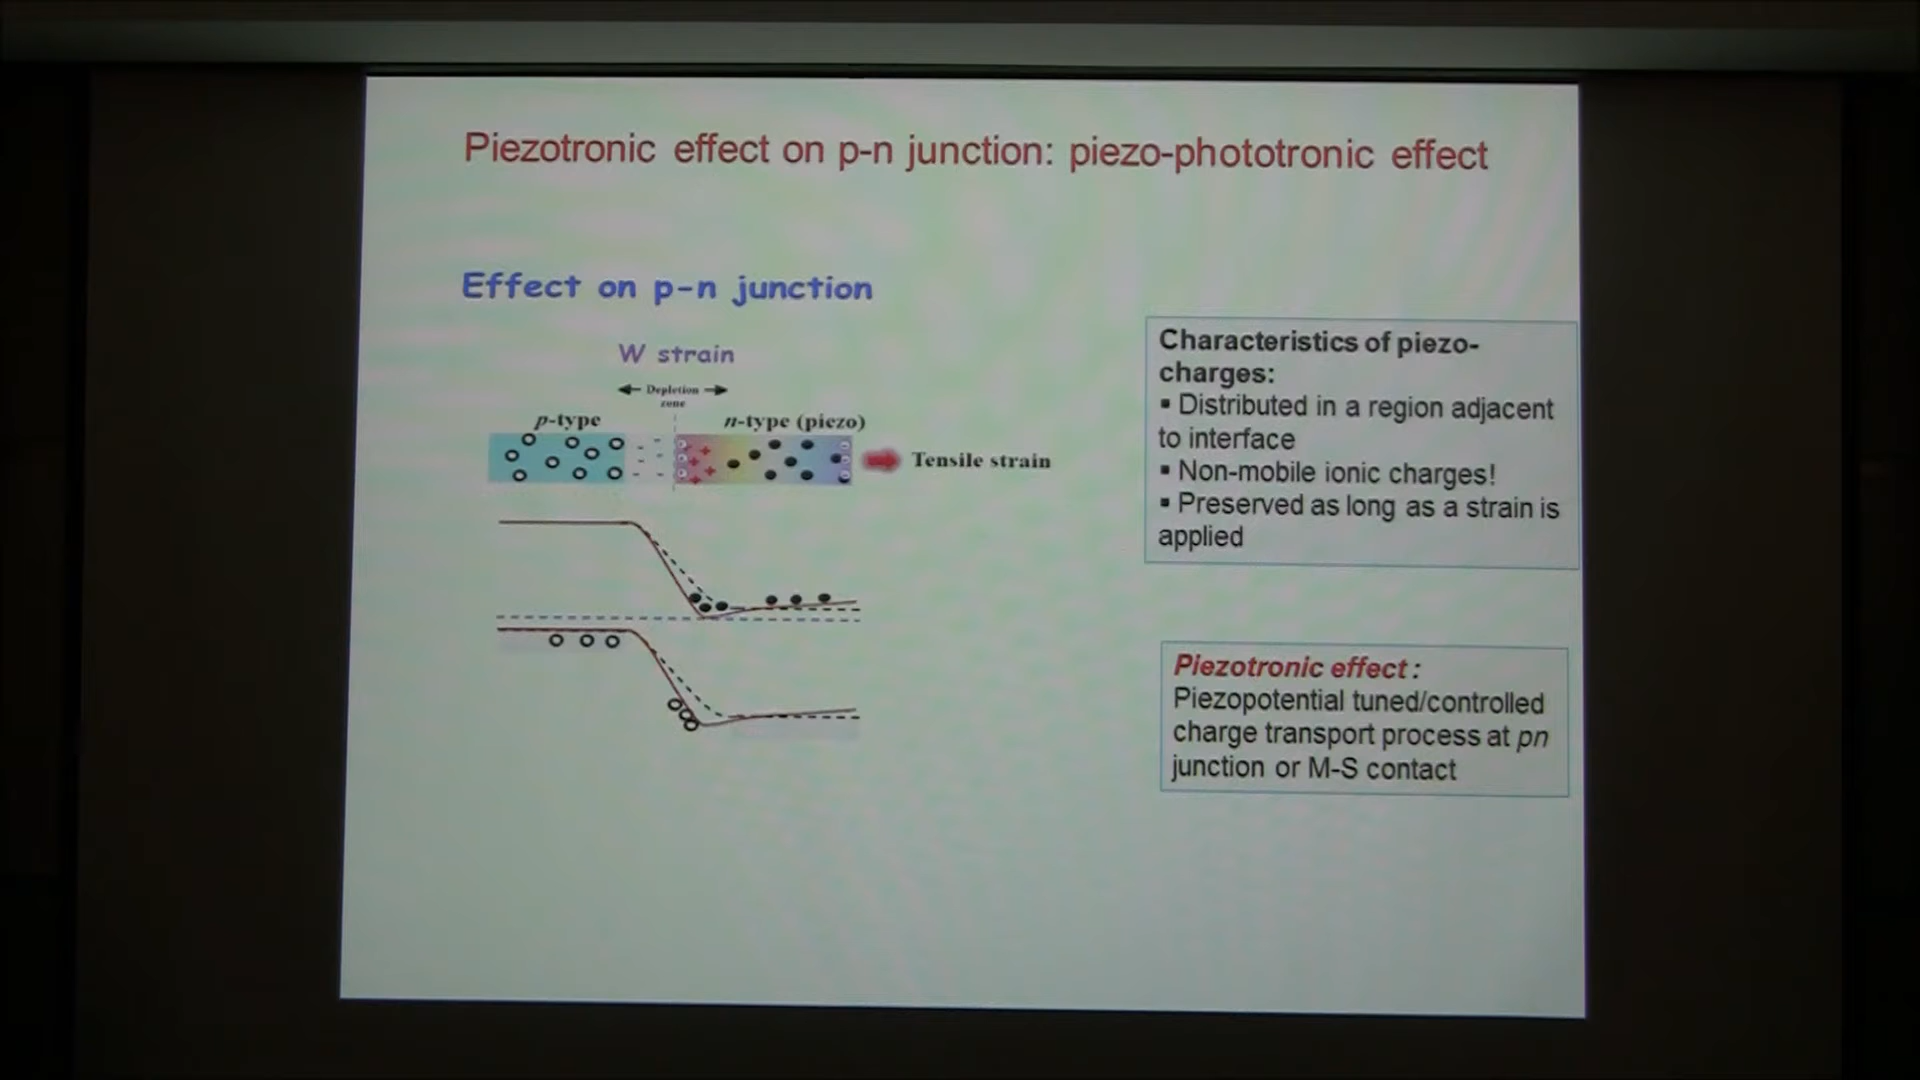 Piezotronic effect on p-n junction: piezo-phototronic effect
Effect on p-n junction
W strain
Depletion
zone
p-type
n-type (piezo)
Tensile strain
Characteristics of piezo-
charges:
▪ Distributed in a region adjacent
to interface
▪ Non-mobile ionic charges!
▪ Preserved as long as a strain is
applied
Piezotronic effect :
Piezopotential tuned/controlled
charge transport process at pn
junction or M-S contact